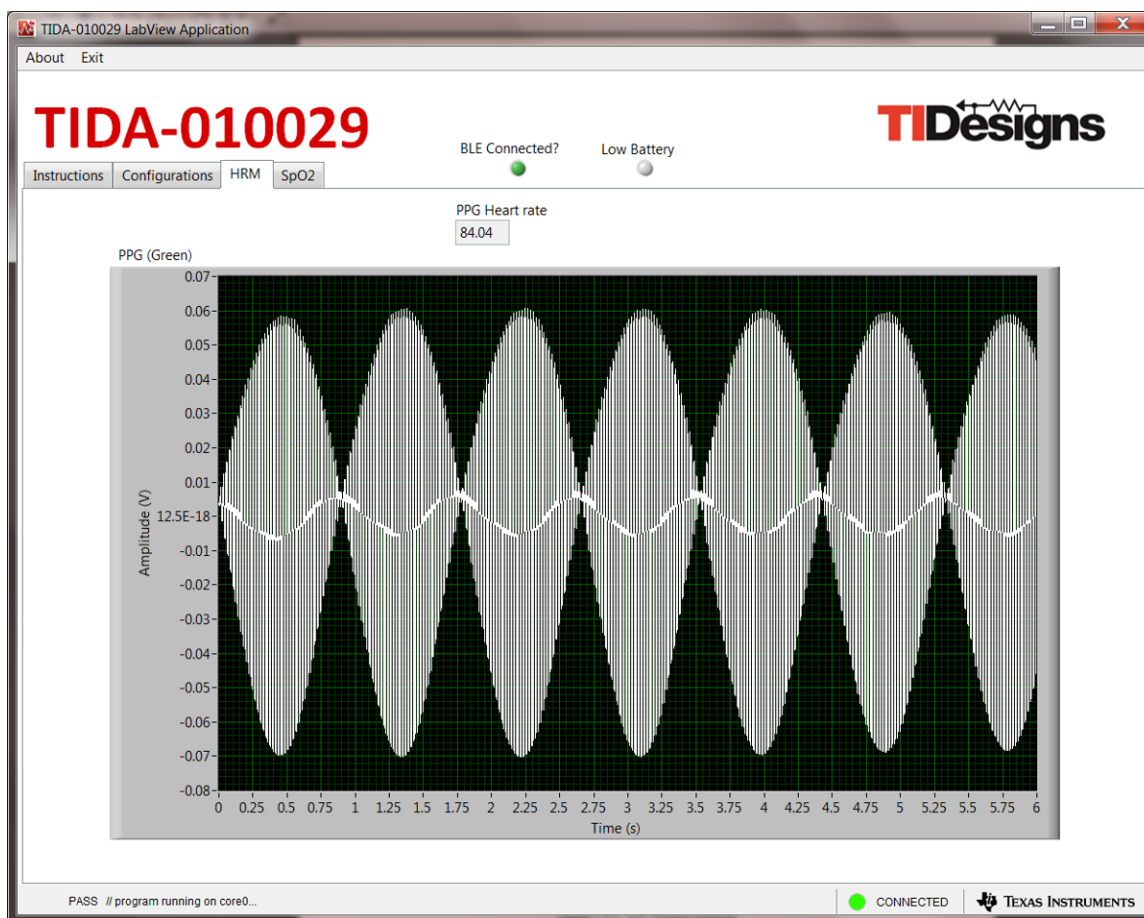 TIDA-010029 LabView Application
About Exit
TIDA-010029
TIDesigns
BLE Connected? Low Battery
Instructions Configurations HRM SpO2
PPG Heart rate
84.04
PPG (Green)
0.07
0.06
0.05
0.04
0.03
0.02
0.01
12.5E-18
-0.01
-0.02
-0.03
-0.04
-0.05
-0.06
-0.07
-0.08
Amplitude (V)
0 0.25 0.5 0.75 1 1.25 1.5 1.75 2 2.25 2.5 2.75 3 3.25 3.5 3.75 4 4.25 4.5 4.75 5 5.25 5.5 5.75 6
Time (s)
PASS // program running on core0... CONNECTED TEXAS INSTRUMENTS